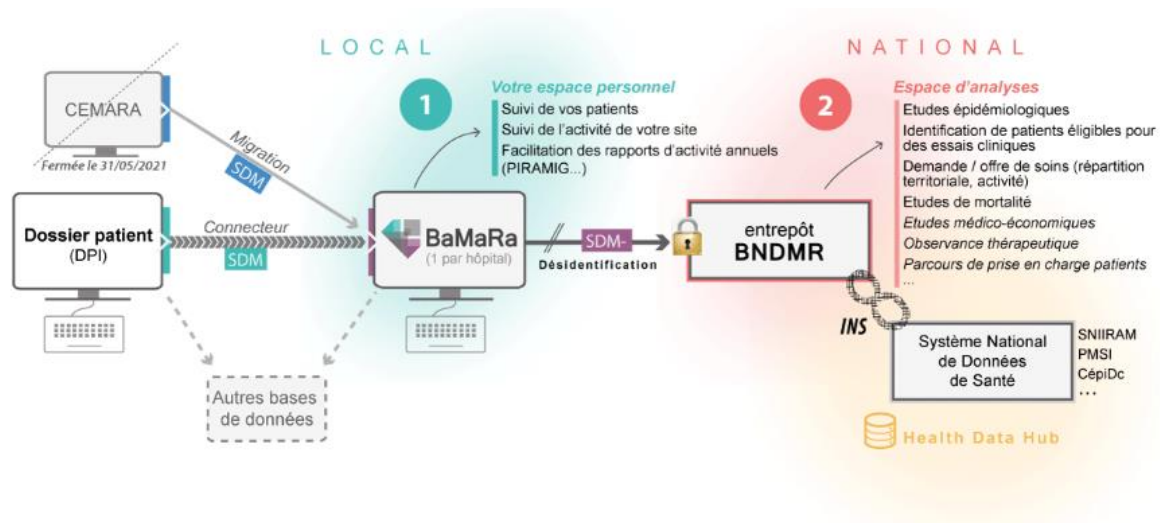 LOCAL
NATIONAL
CEMARA
Fermée le 31/05/2021
Migration
SDM
1
Votre espace personnel
Suivi de vos patients
Suivi de l'activité de votre site
Facilitation des rapports d'activité annuels
(PIRAMIG...)
2
Espace d'analyses
Etudes épidémiologiques
Identification de patients éligibles pour
des essais cliniques
Demande / offre de soins (répartition
territoriale, activité)
Etudes de mortalité
Etudes médico-économiques
Observance thérapeutique
Parcours de prise en charge patients
...
Dossier patient
(DPI)
Connecteur
SDM
BaMaRa
(1 par hôpital)
SDM-
Désidentification
entrepôt
BNDMR
INS
Autres bases
de données
Système National
de Données
de Santé
SNIIRAM
PMSI
CépiDc
...
Health Data Hub